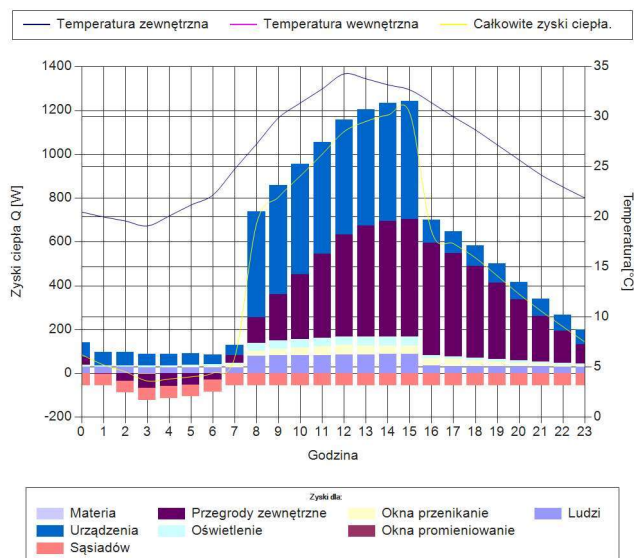 Temperatura zewnętrzna Temperatura wewnętrzna Całkowite zyski ciepła.
1400
1200
1000
800
600
400
200
0
-200
Zyski ciepła Q [W]
35
30
25
20
15
10
5
0
Temperatura[°C]
0 1 2 3 4 5 6 7 8 9 10 11 12 13 14 15 16 17 18 19 20 21 22 23
Godzina
Zyski dla:
Materia Przegrody zewnętrzne Okna przenikanie Ludzi
Urządzenia Oświetlenie Okna promieniowanie
Sąsiadów